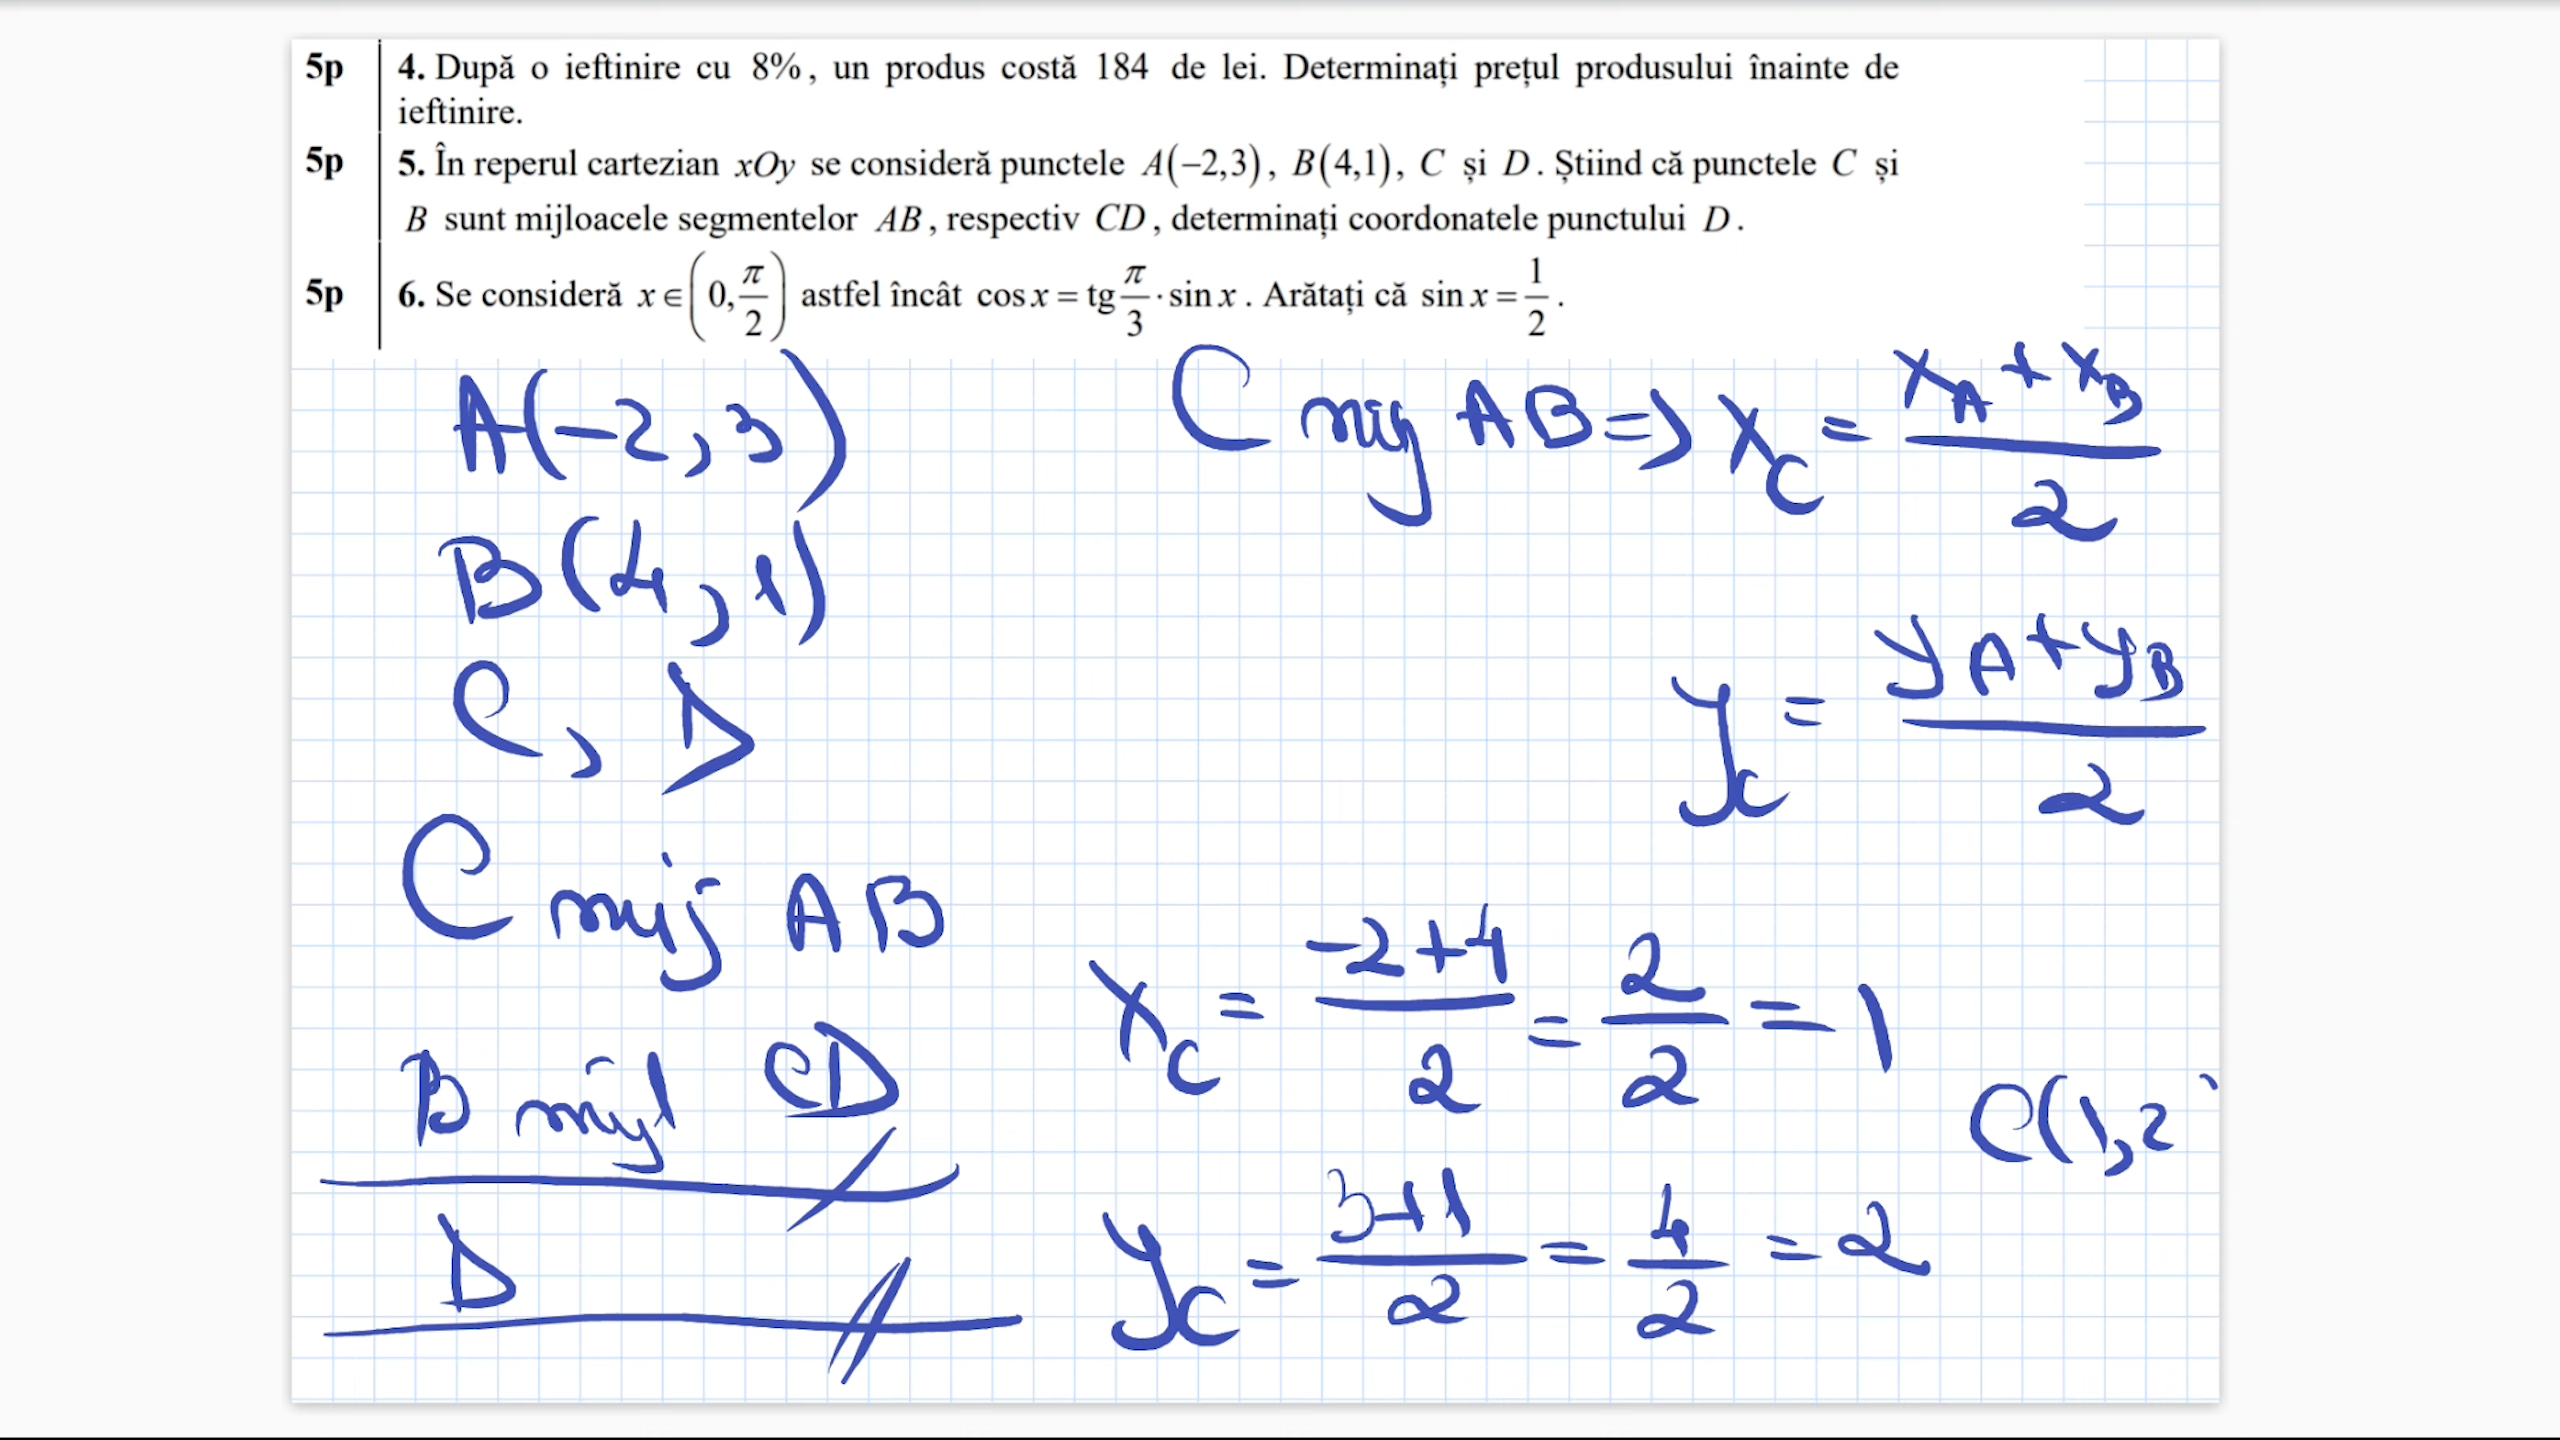 5p 4. După o ieftinire cu 8%, un produs costă 184 de lei. Determinați prețul produsului înainte de
ieftinire.
5p 5. În reperul cartezian xOy se consideră punctele A(−2,3), B(4,1), C și D. Știind că punctele C și
B sunt mijloacele segmentelor AB, respectiv CD, determinați coordonatele punctului D.
5p 6. Se consideră x∈(0, π/2) astfel încât cos x = tg π/3 · sin x. Arătați că sin x = 1/2.
A(-2,3)
B(4,1)
C, D
C mij AB
B mij CD
D
C mij AB => x_C = (x_A + x_B)/2
y_C = (y_A + y_B)/2
x_C = (-2+4)/2 = 2/2 = 1
C(1,2)
y_C = (3+1)/2 = 4/2 = 2